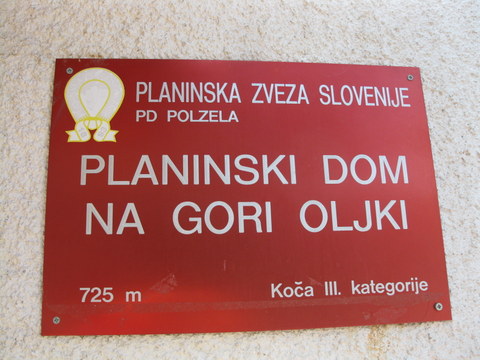 PLANINSKA ZVEZA SLOVENIJE
PD POLZELA
PLANINSKI DOM
NA GORI OLJKI
725 m
Koča III. kategorije